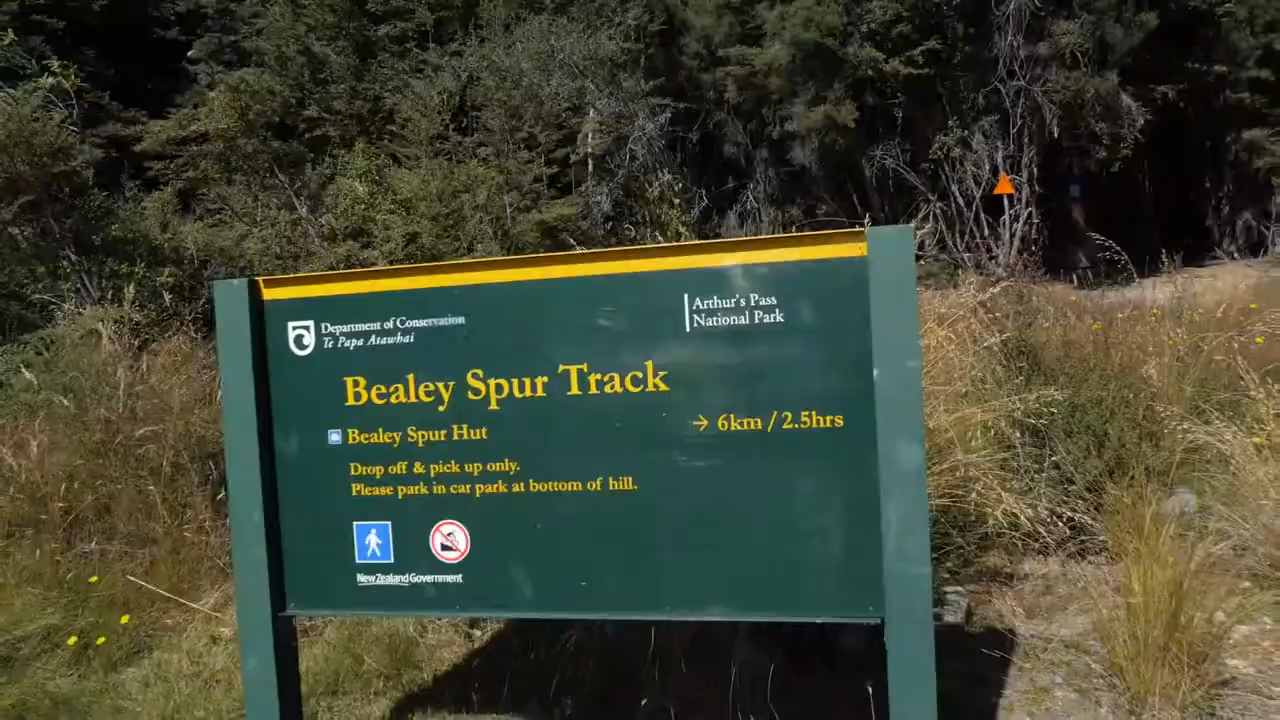 Department of Conservation
Te Papa Atawhai
Arthur's Pass
National Park
Bealey Spur Track
Bealey Spur Hut
→ 6km / 2.5hrs
Drop off & pick up only.
Please park in car park at bottom of hill.
New Zealand Government